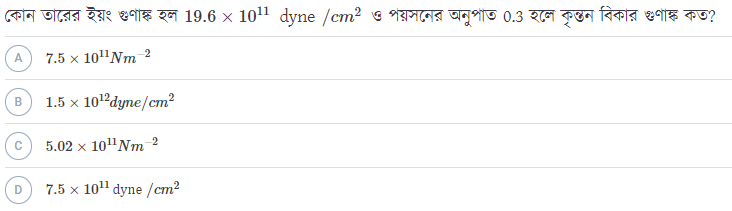 কোন তারের ইয়ং গুণাঙ্ক হল 19.6 × 10¹¹ dyne /cm² ও পয়সনের অনুপাত 0.3 হলে কৃন্তন বিকার গুণাঙ্ক কত?
A 7.5 × 10¹¹Nm⁻²
B 1.5 × 10¹²dyne/cm²
C 5.02 × 10¹¹Nm⁻²
D 7.5 × 10¹¹ dyne /cm²